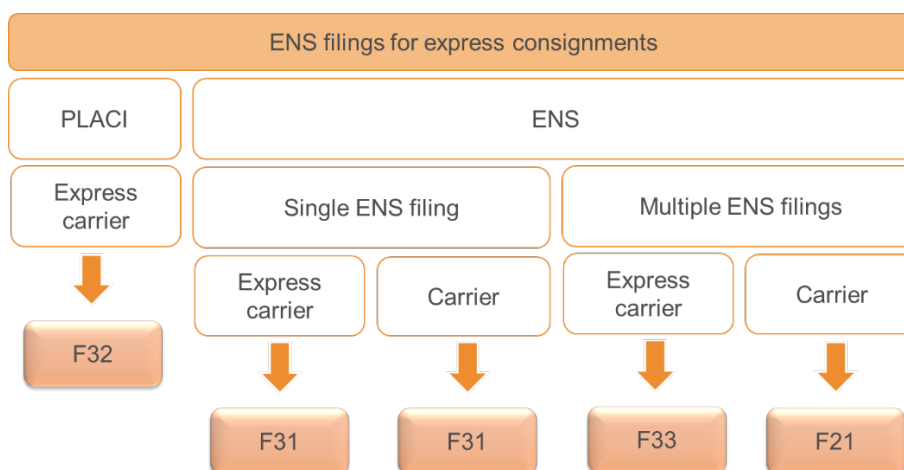 ENS filings for express consignments
PLACI
ENS
Express
carrier
Single ENS filing
Multiple ENS filings
Express
carrier
Carrier
Express
carrier
Carrier
F32
F31
F31
F33
F21